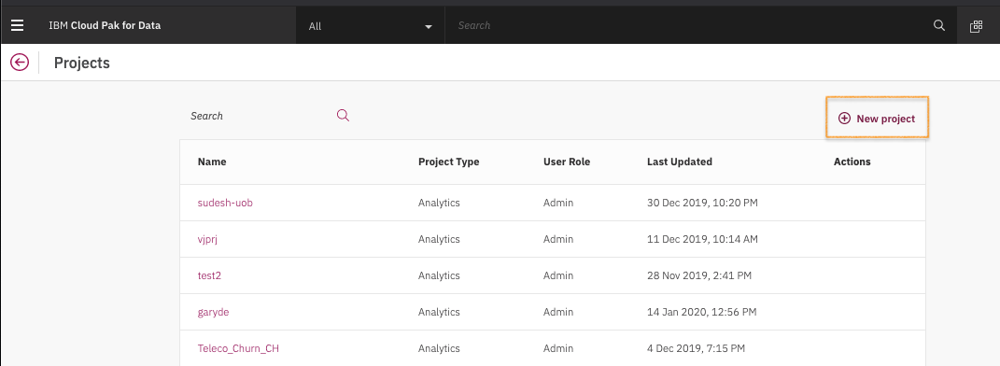 IBM Cloud Pak for Data All Search
Projects
Search New project
Name Project Type User Role Last Updated Actions
sudesh-uob Analytics Admin 30 Dec 2019, 10:20 PM
vjprj Analytics Admin 11 Dec 2019, 10:14 AM
test2 Analytics Admin 28 Nov 2019, 2:41 PM
garyde Analytics Admin 14 Jan 2020, 12:56 PM
Teleco_Churn_CH Analytics Admin 4 Dec 2019, 7:15 PM